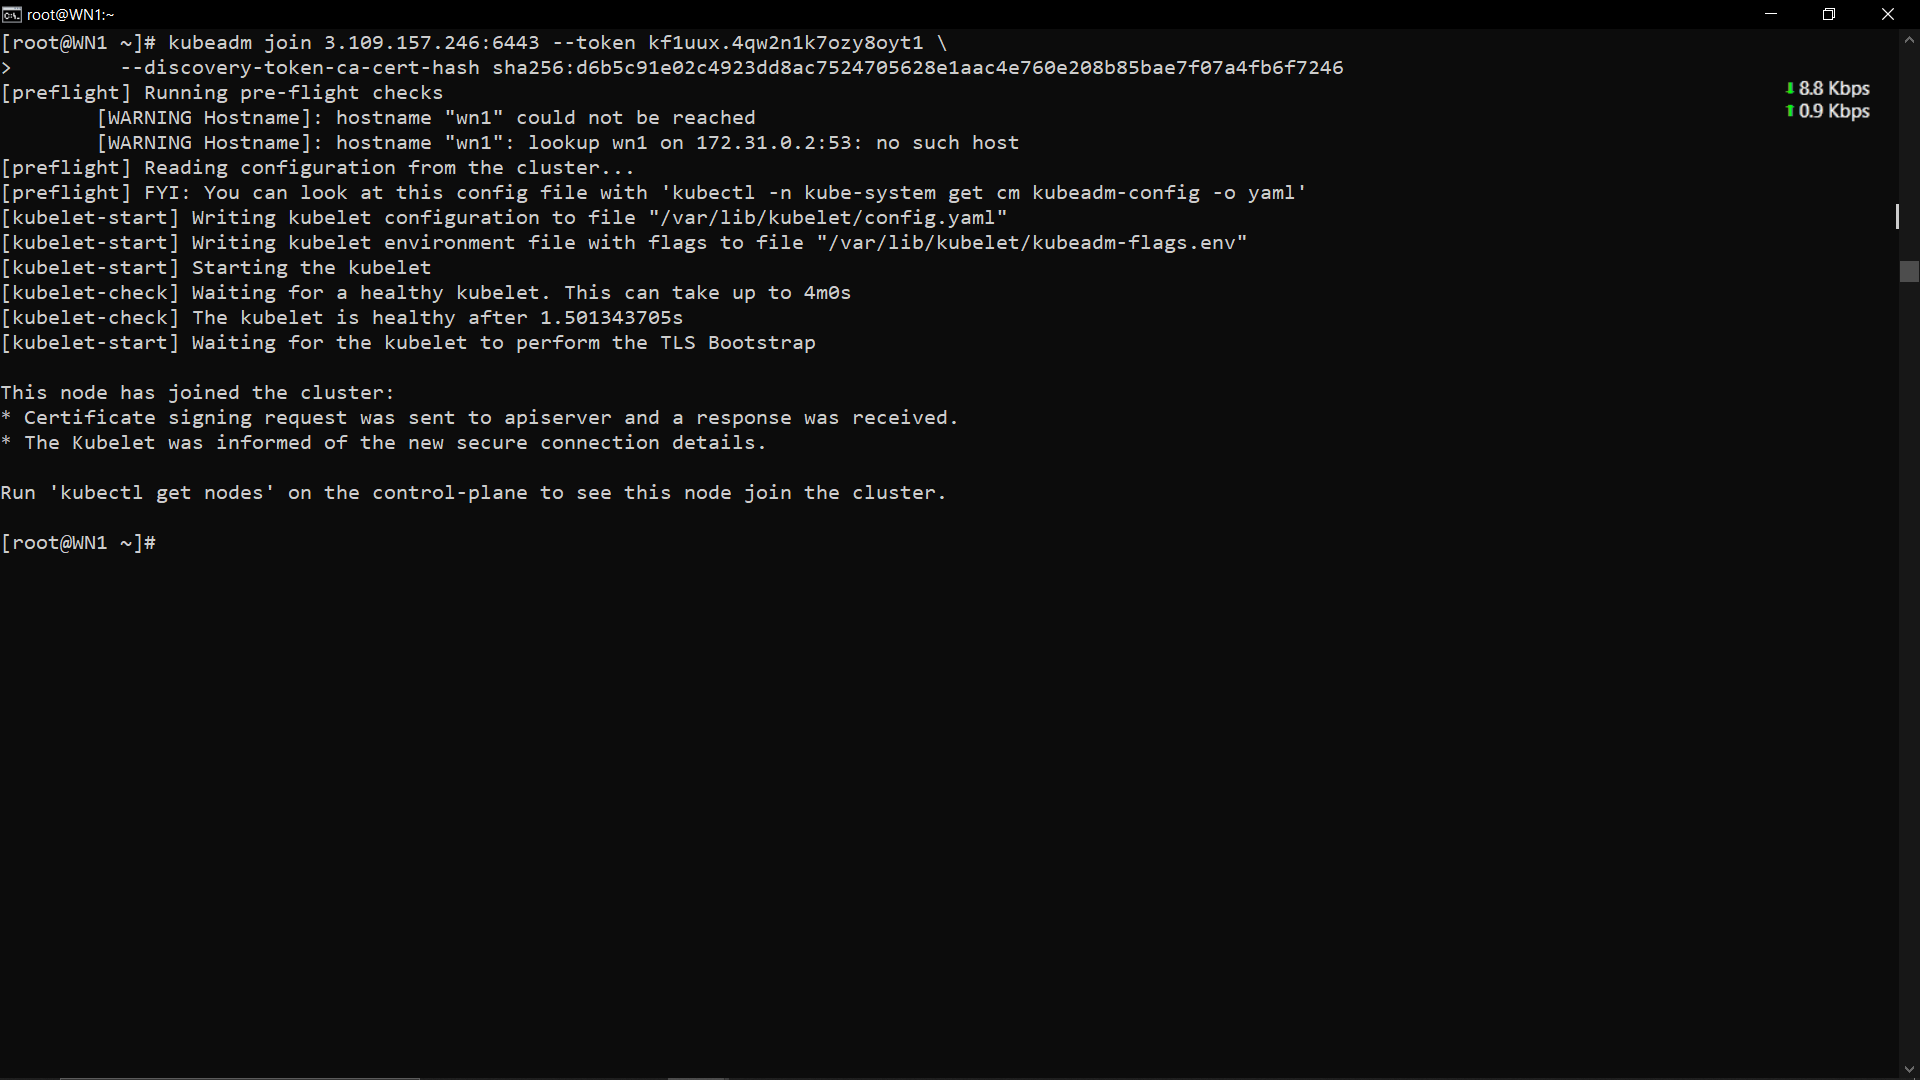 root@WN1:~
[root@WN1 ~]# kubeadm join 3.109.157.246:6443 --token kf1uux.4qw2n1k7ozy8oyt1 \
>         --discovery-token-ca-cert-hash sha256:d6b5c91e02c4923dd8ac7524705628e1aac4e760e208b85bae7f07a4fb6f7246
[preflight] Running pre-flight checks
        [WARNING Hostname]: hostname "wn1" could not be reached
        [WARNING Hostname]: hostname "wn1": lookup wn1 on 172.31.0.2:53: no such host
[preflight] Reading configuration from the cluster...
[preflight] FYI: You can look at this config file with 'kubectl -n kube-system get cm kubeadm-config -o yaml'
[kubelet-start] Writing kubelet configuration to file "/var/lib/kubelet/config.yaml"
[kubelet-start] Writing kubelet environment file with flags to file "/var/lib/kubelet/kubeadm-flags.env"
[kubelet-start] Starting the kubelet
[kubelet-check] Waiting for a healthy kubelet. This can take up to 4m0s
[kubelet-check] The kubelet is healthy after 1.501343705s
[kubelet-start] Waiting for the kubelet to perform the TLS Bootstrap
This node has joined the cluster:
* Certificate signing request was sent to apiserver and a response was received.
* The Kubelet was informed of the new secure connection details.
Run 'kubectl get nodes' on the control-plane to see this node join the cluster.
[root@WN1 ~]#
8.8 Kbps
0.9 Kbps